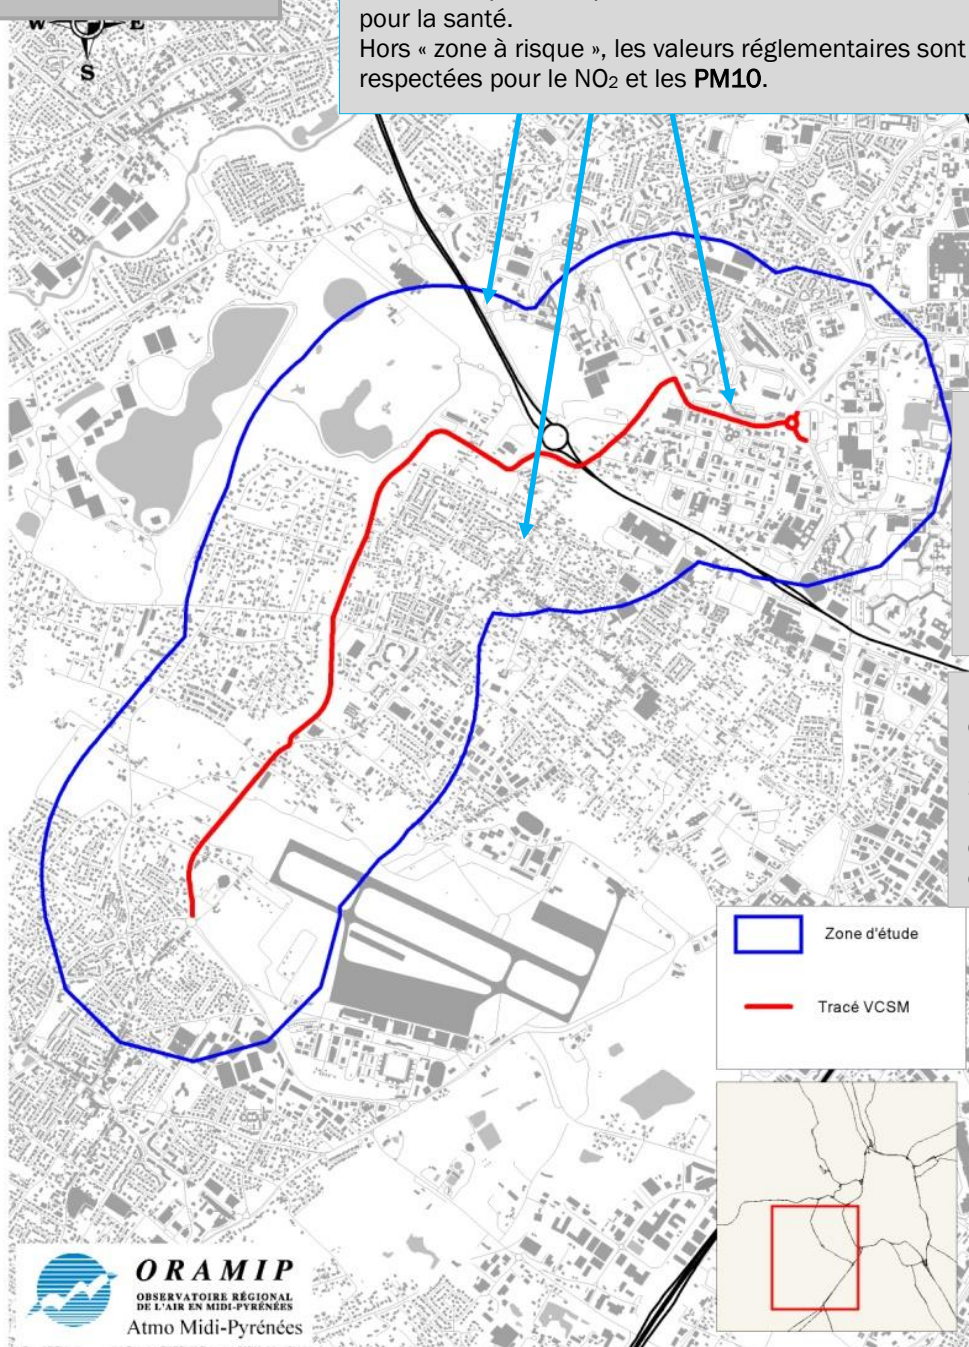 W E
S
pour la santé.
Hors « zone à risque », les valeurs réglementaires sont
respectées pour le NO2 et les PM10.
Zone d'étude
Tracé VCSM
ORAMIP
OBSERVATOIRE RÉGIONAL
DE L'AIR EN MIDI-PYRÉNÉES
Atmo Midi-Pyrénées